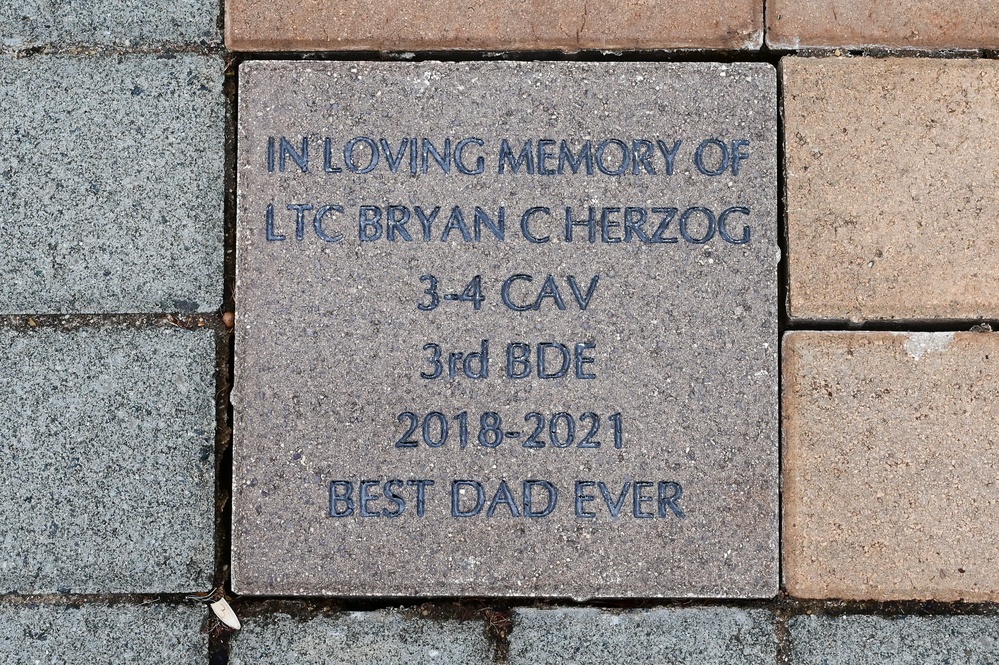 IN LOVING MEMORY OF
LTC BRYAN C HERZOG
3-4 CAV
3rd BDE
2018-2021
BEST DAD EVER